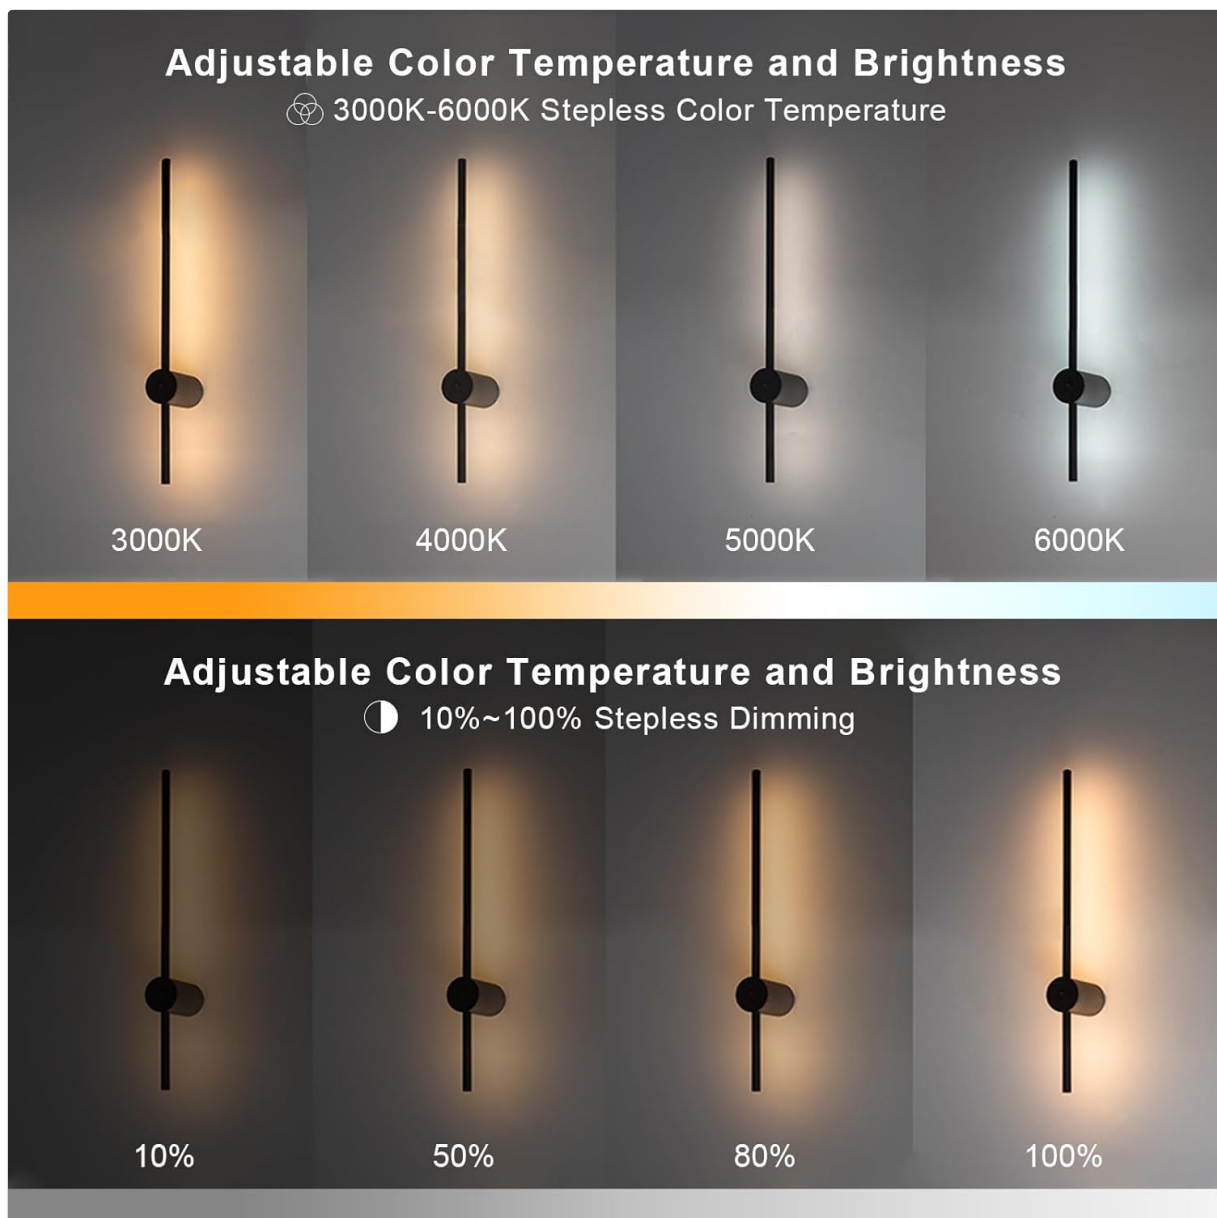 Adjustable Color Temperature and Brightness
3000K-6000K Stepless Color Temperature
3000K
4000K
5000K
6000K
Adjustable Color Temperature and Brightness
10%~100% Stepless Dimming
10%
50%
80%
100%